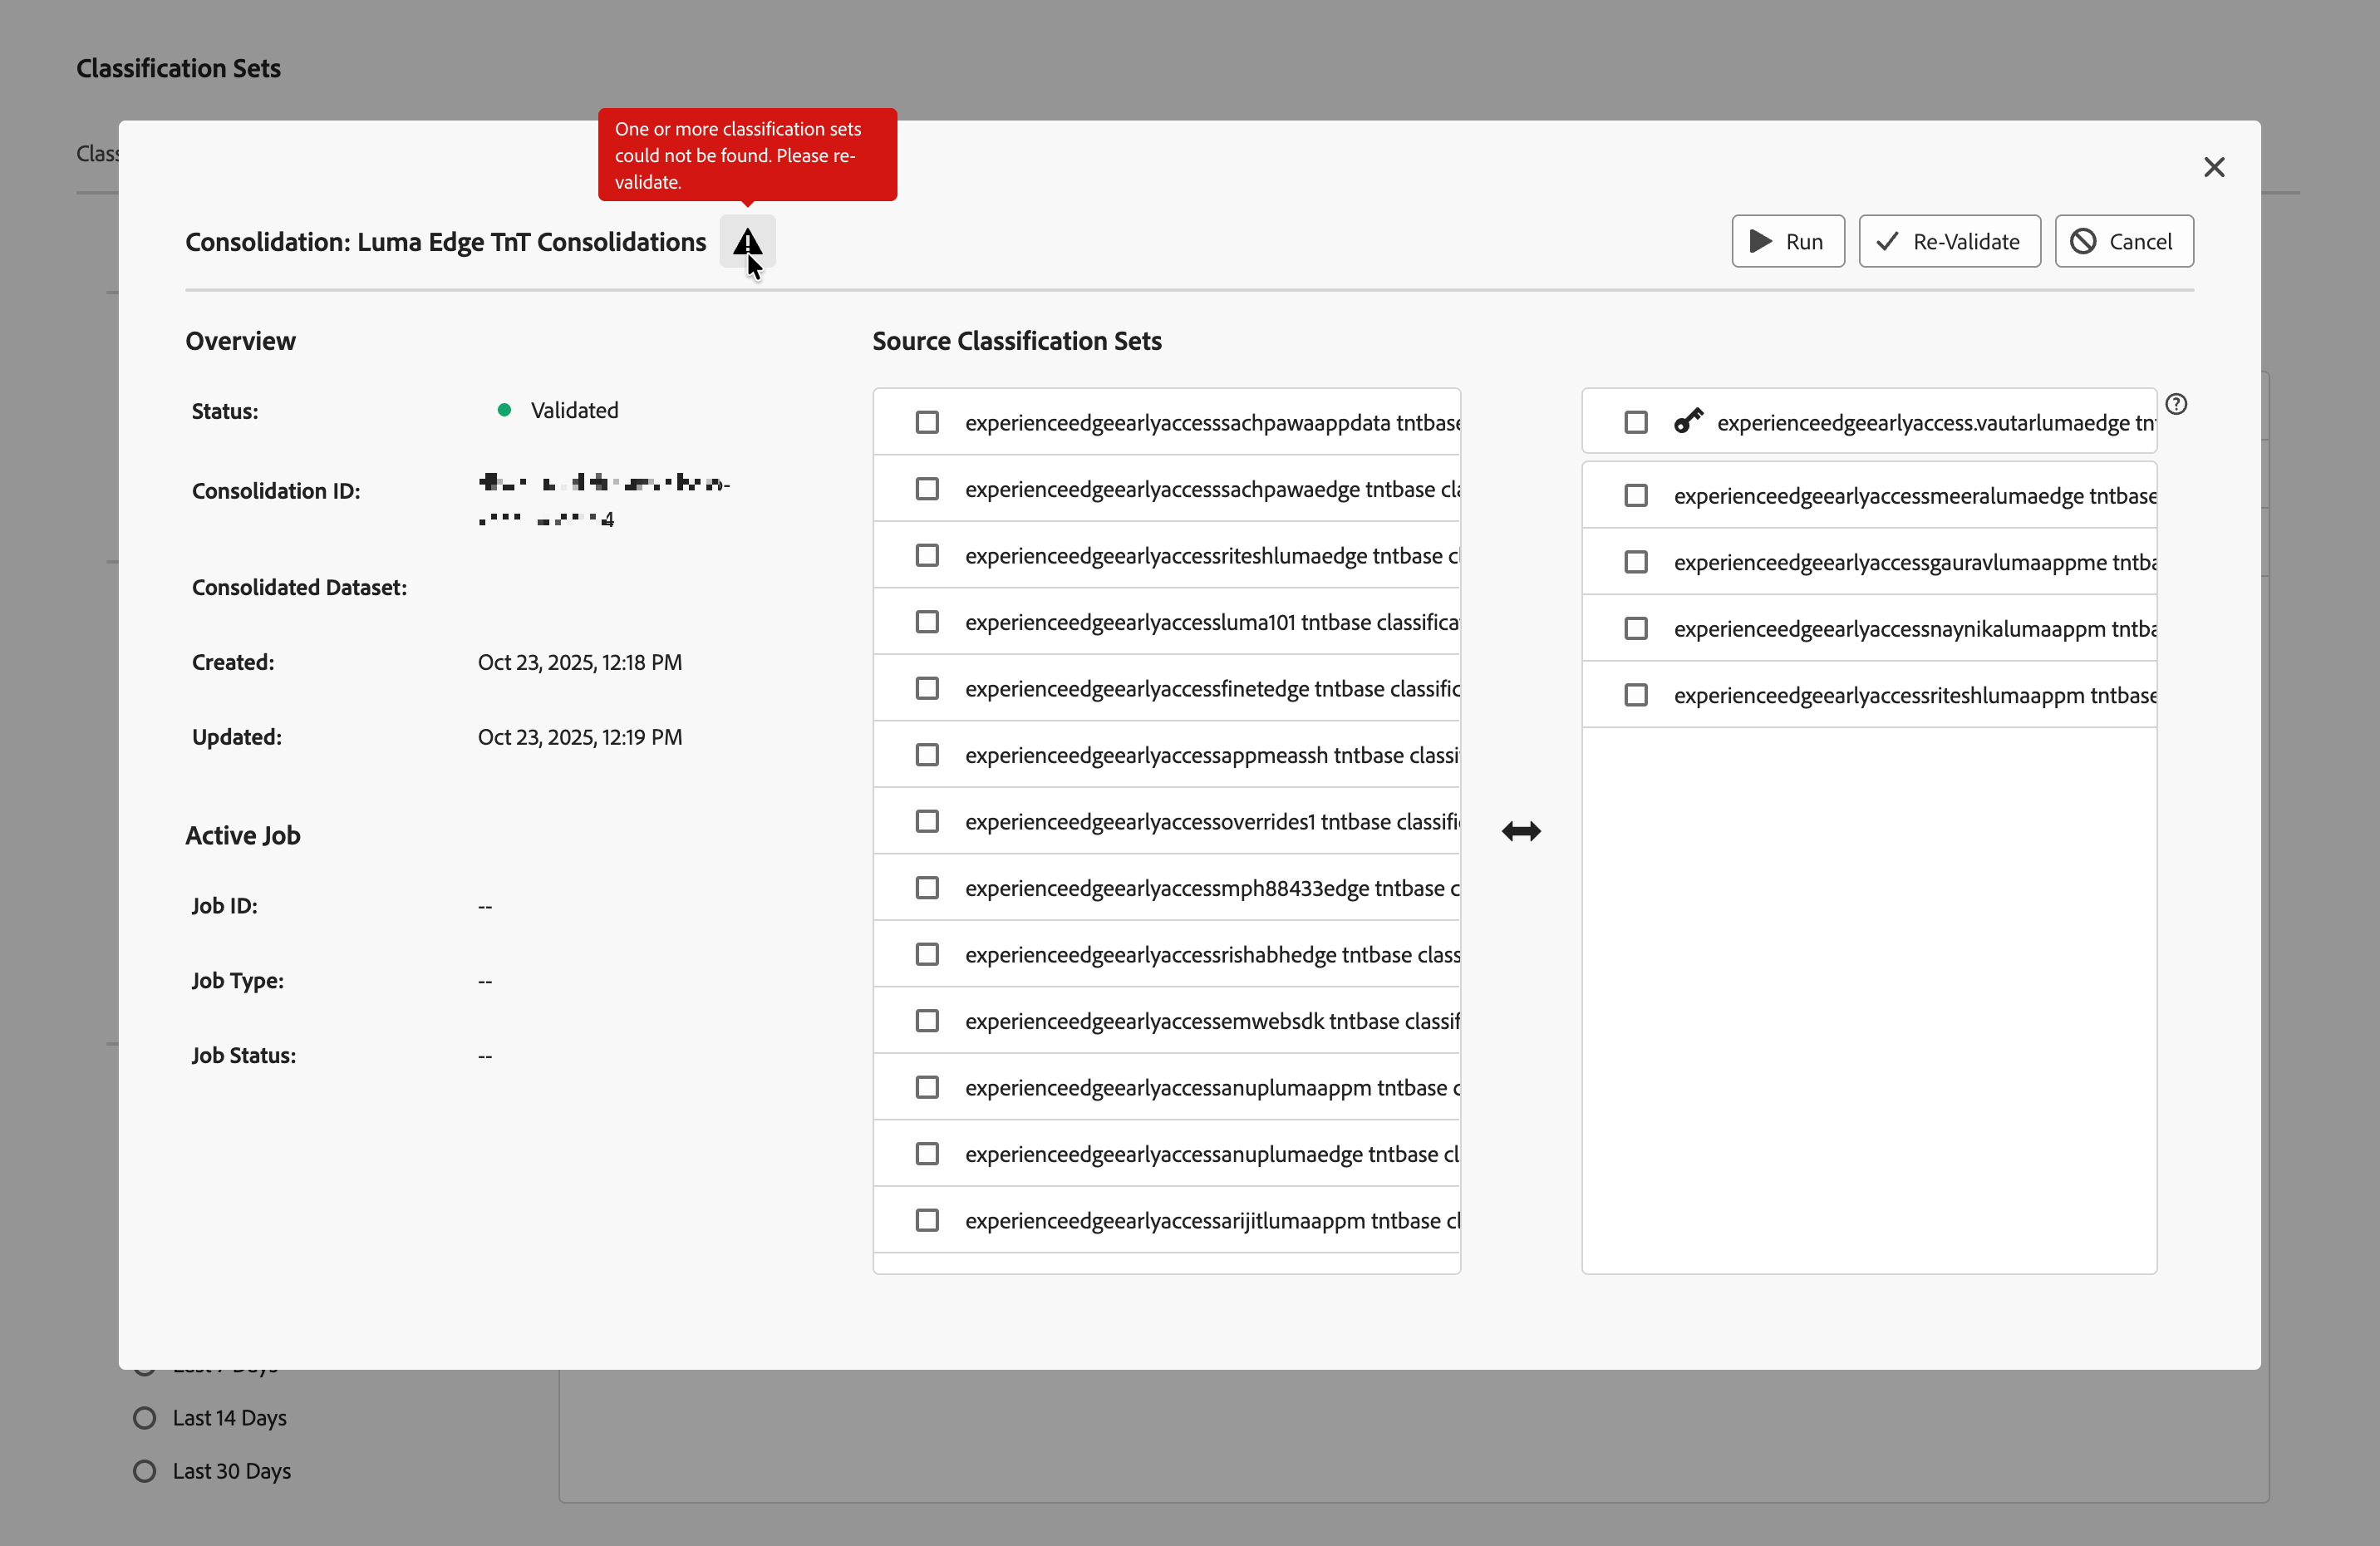 Classification Sets
One or more classification sets
could not be found. Please re-
validate.
Class
Consolidation: Luma Edge TnT Consolidations
Run
Re-Validate
Cancel
Overview
Status:
Validated
Consolidation ID:
Consolidated Dataset:
Created:
Oct 23, 2025, 12:18 PM
Updated:
Oct 23, 2025, 12:19 PM
Active Job
Job ID:
--
Job Type:
--
Job Status:
--
Source Classification Sets
experienceedgeearlyaccesssachpawaappdata tntbase
experienceedgeearlyaccesssachpawaedge tntbase cla
experienceedgeearlyaccessriteshlumaedge tntbase cl
experienceedgeearlyaccessluma101 tntbase classifica
experienceedgeearlyaccessfinetedge tntbase classific
experienceedgeearlyaccessappmeassh tntbase classi
experienceedgeearlyaccessoverrides1 tntbase classifi
experienceedgeearlyaccessmph88433edge tntbase c
experienceedgeearlyaccessrishabhedge tntbase class
experienceedgeearlyaccessemwebsdk tntbase classif
experienceedgeearlyaccessanuplumaappm tntbase c
experienceedgeearlyaccessanuplumaedge tntbase cl
experienceedgeearlyaccessarijitlumaappm tntbase cl
experienceedgeearlyaccess.vautarlumaedge tn
experienceedgeearlyaccessmeeralumaedge tntbase
experienceedgeearlyaccessgauravlumaappme tntba
experienceedgeearlyaccessnaynikalumaappm tntba
experienceedgeearlyaccessriteshlumaappm tntbase
Last 7 Days
Last 14 Days
Last 30 Days